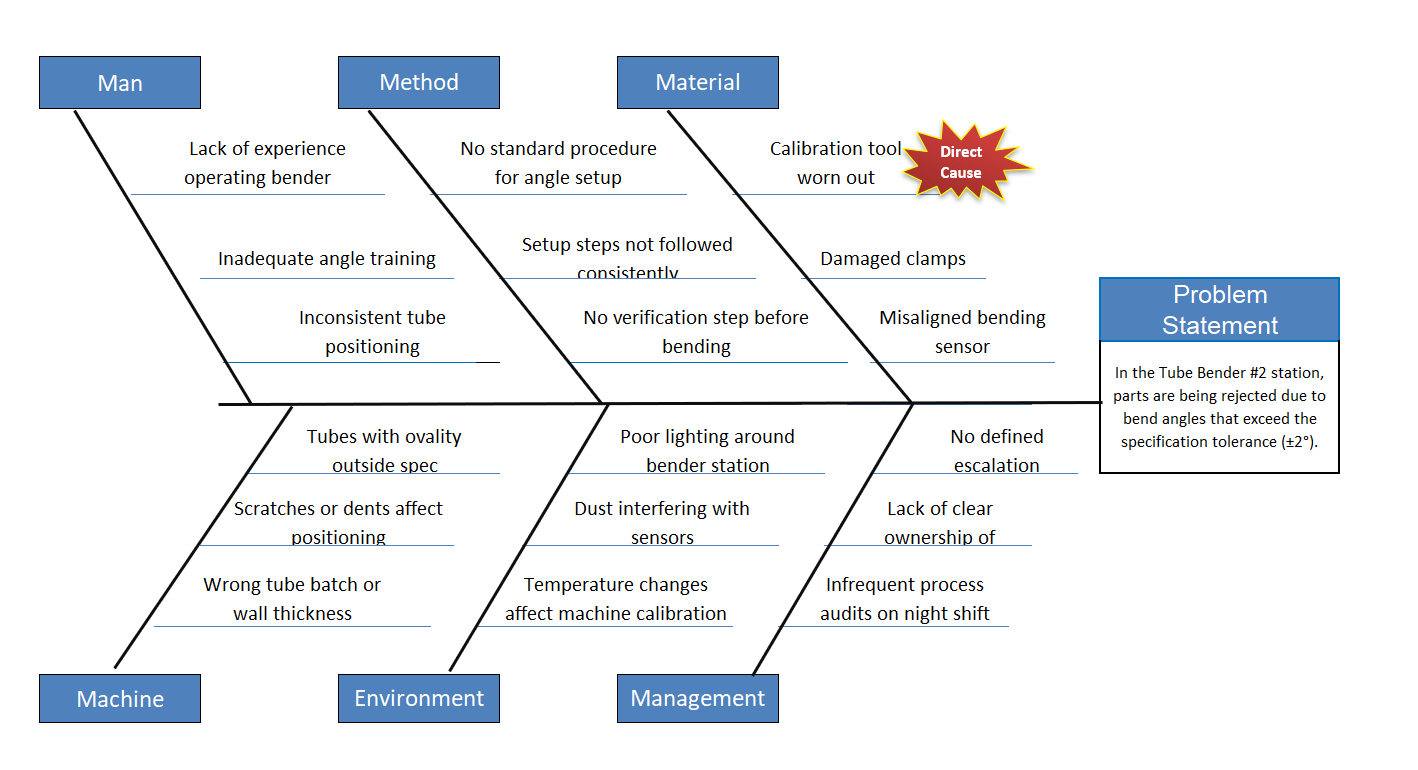 Man
Method
Material
Lack of experience
operating bender
No standard procedure
for angle setup
Calibration tool
worn out
Direct
Cause
Inadequate angle training
Setup steps not followed
consistently
Damaged clamps
Inconsistent tube
positioning
No verification step before
bending
Misaligned bending
sensor
Problem
Statement
In the Tube Bender #2 station,
parts are being rejected due to
bend angles that exceed the
specification tolerance (±2°).
Tubes with ovality
outside spec
Poor lighting around
bender station
No defined
escalation
Scratches or dents affect
positioning
Dust interfering with
sensors
Lack of clear
ownership of
Wrong tube batch or
wall thickness
Temperature changes
affect machine calibration
Infrequent process
audits on night shift
Machine
Environment
Management